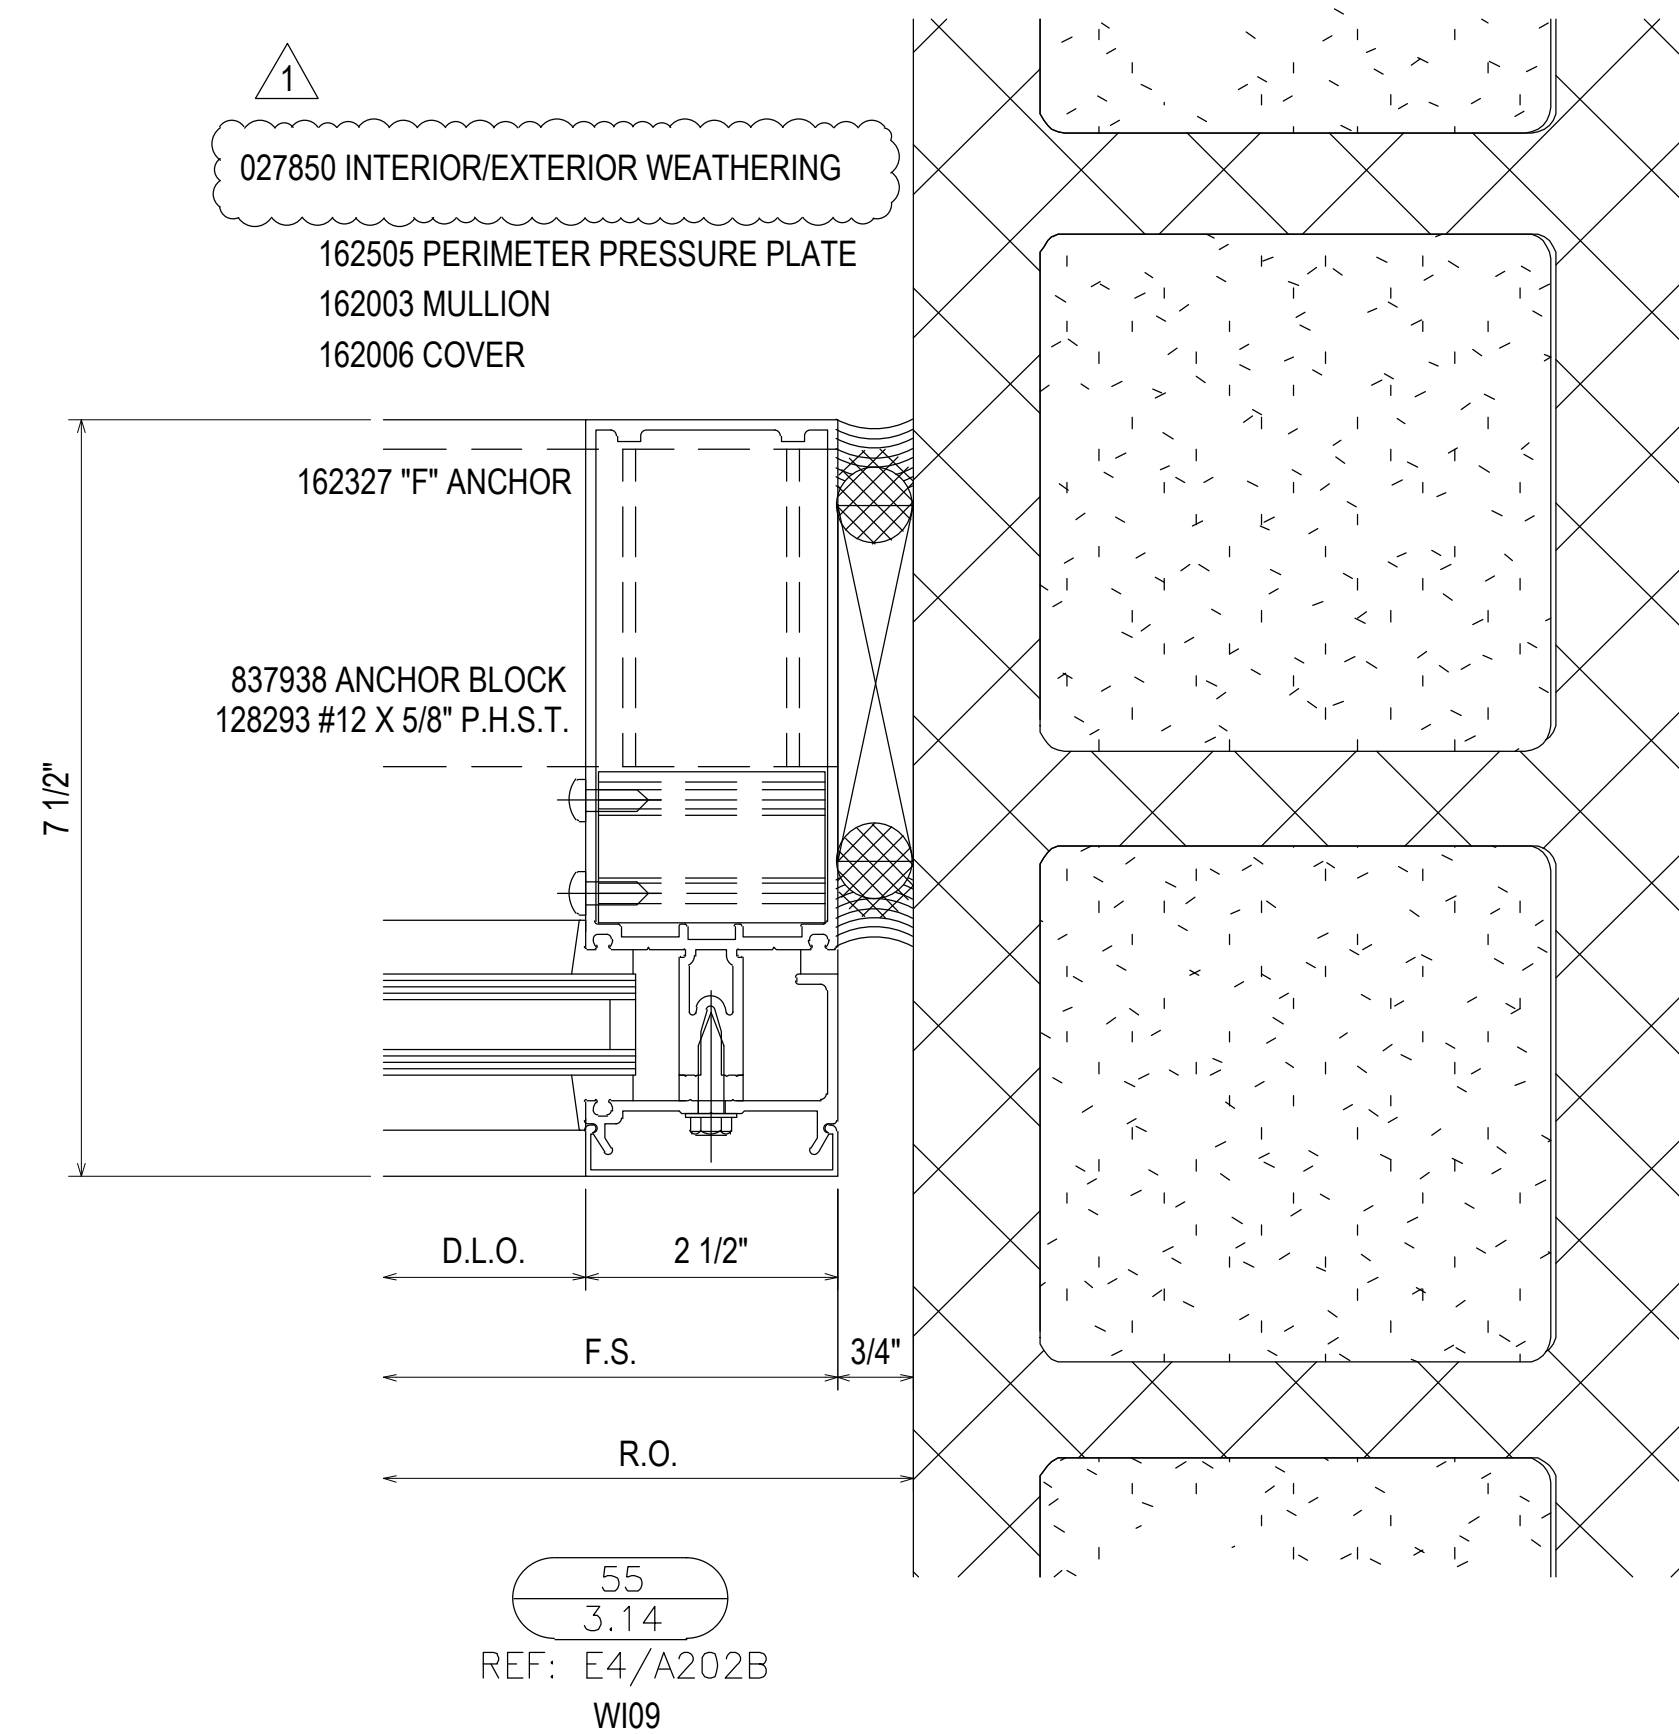 1
027850 INTERIOR/EXTERIOR WEATHERING
162505 PERIMETER PRESSURE PLATE
162003 MULLION
162006 COVER
162327 "F" ANCHOR
837938 ANCHOR BLOCK
128293 #12 X 5/8" P.H.S.T.
7 1/2"
D.L.O.
2 1/2"
F.S.
3/4"
R.O.
55
3.14
REF: E4/A202B
WI09